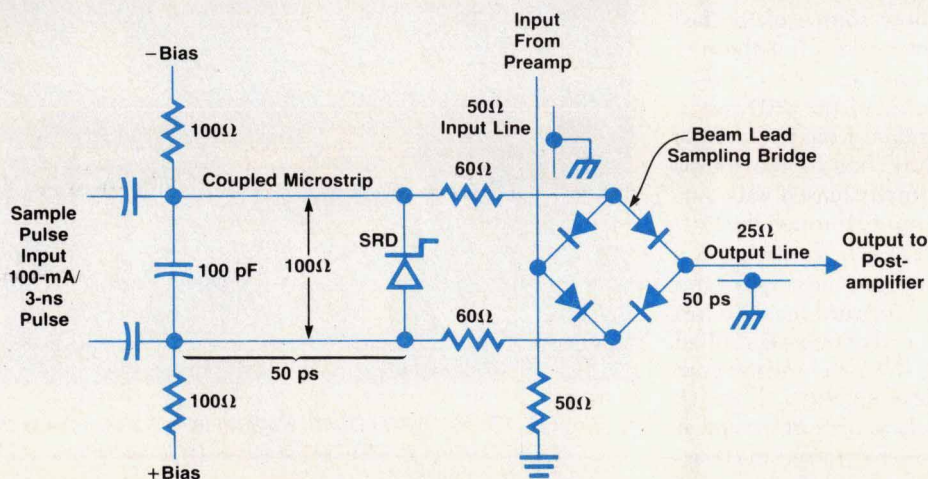 Input
From
Preamp
−Bias
100Ω
50Ω
Input Line
Beam Lead
Sampling Bridge
Coupled Microstrip
60Ω
25Ω
Output Line
Sample
Pulse
Input
100-mA/
3-ns
Pulse
100 pF
100Ω
SRD
Output to
Post-
amplifier
50 ps
60Ω
50 ps
100Ω
50Ω
+Bias